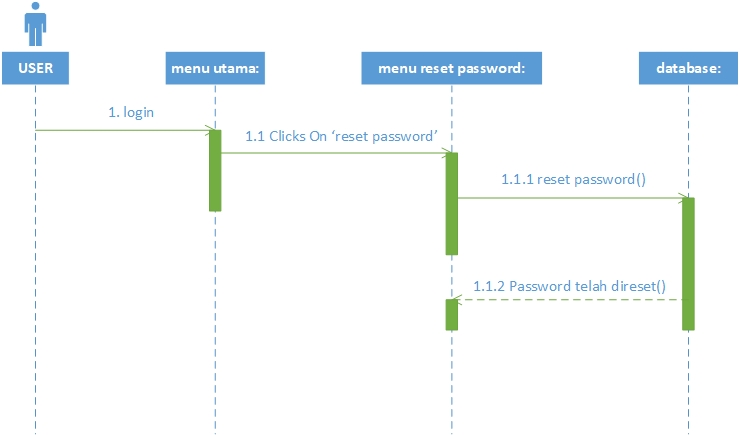 USER
menu utama:
menu reset password:
database:
1. login
1.1 Clicks On ‘reset password’
1.1.1 reset password()
1.1.2 Password telah direset()